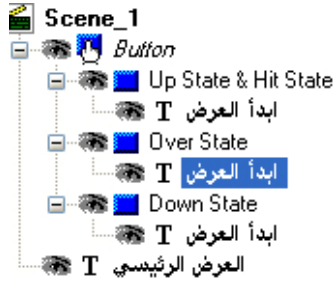 Scene_1
Button
Up State & Hit State
ابدأ العرض
Over State
ابدأ العرض
Down State
ابدأ العرض
العرض الرئيسي